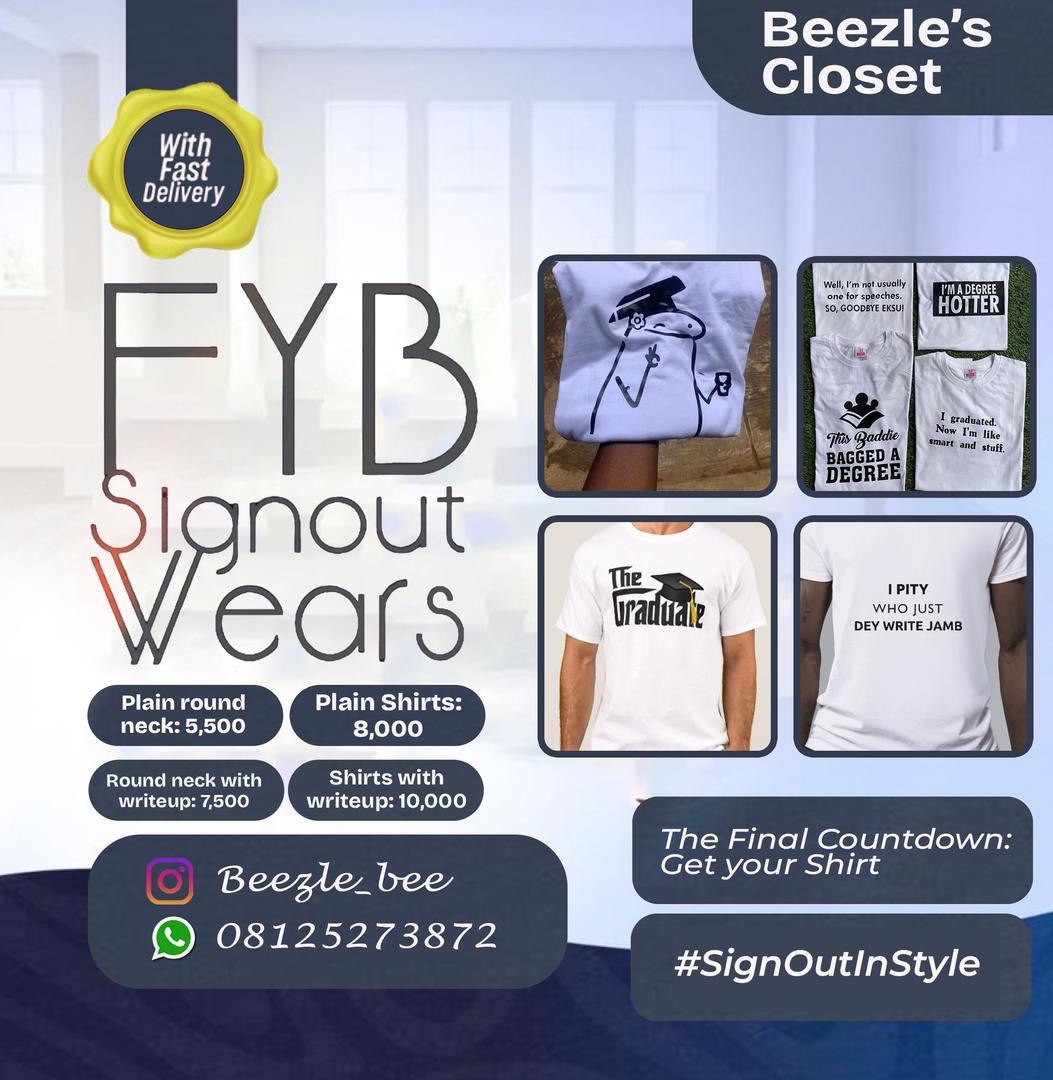 Beezle's
Closet
With
Fast
Delivery
FYB
Signout
Wears
Well, I'm not usually
one for speeches.
SO, GOODBYE EKSU!
I'M A DEGREE
HOTTER
This Baddie
BAGGED A
DEGREE
I graduated.
Now I'm like
smart and stuff.
The
Graduate
I PITY
WHO JUST
DEY WRITE JAMB
Plain round
neck: 5,500
Plain Shirts:
8,000
Round neck with
writeup: 7,500
Shirts with
writeup: 10,000
Beezle_bee
08125273872
The Final Countdown:
Get your Shirt
#SignOutInStyle